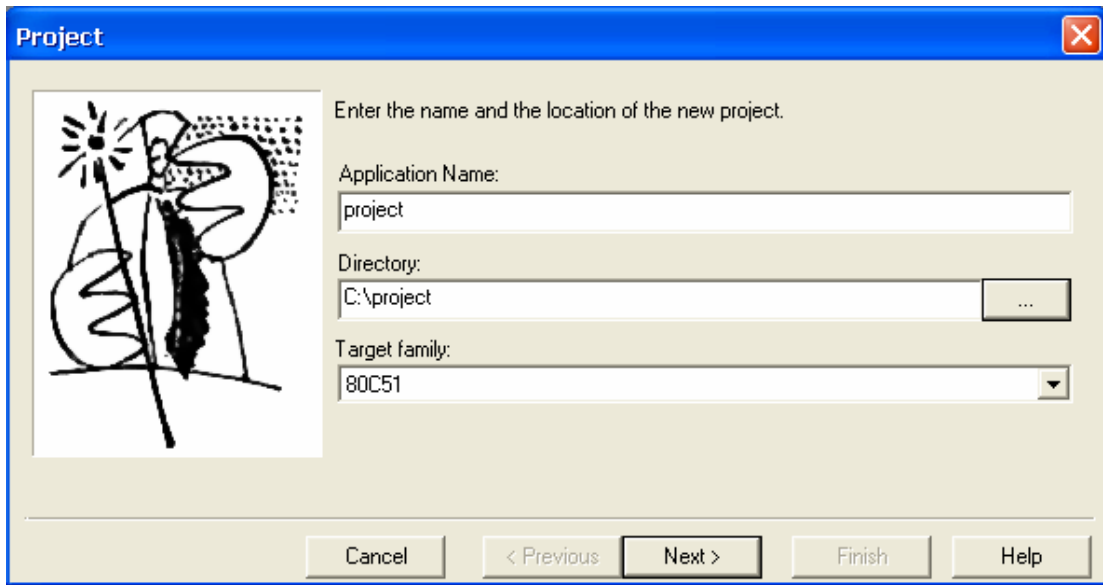 Project
Enter the name and the location of the new project.
Application Name:
project
Directory:
C:\project
...
Target family:
80C51
Cancel
< Previous
Next >
Finish
Help